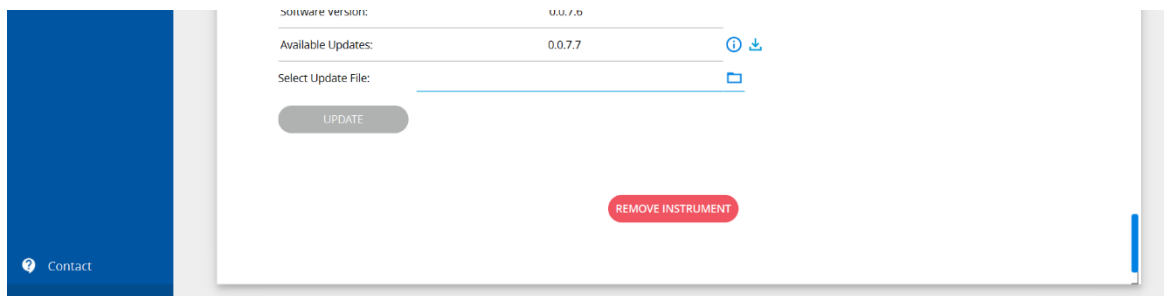 Software Version: 0.0.7.6
Available Updates: 0.0.7.7
Select Update File:
UPDATE
REMOVE INSTRUMENT
Contact